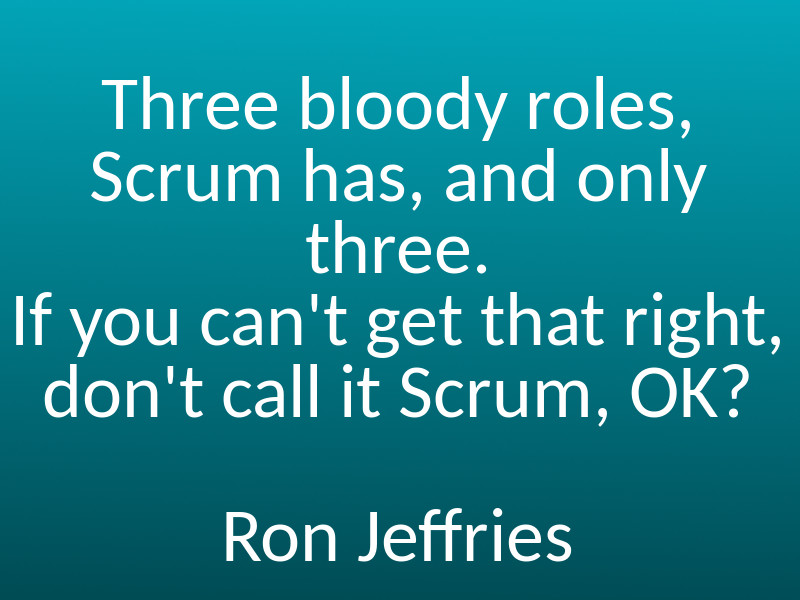 Three bloody roles,
Scrum has, and only
three.
If you can't get that right,
don't call it Scrum, OK?
Ron Jeffries